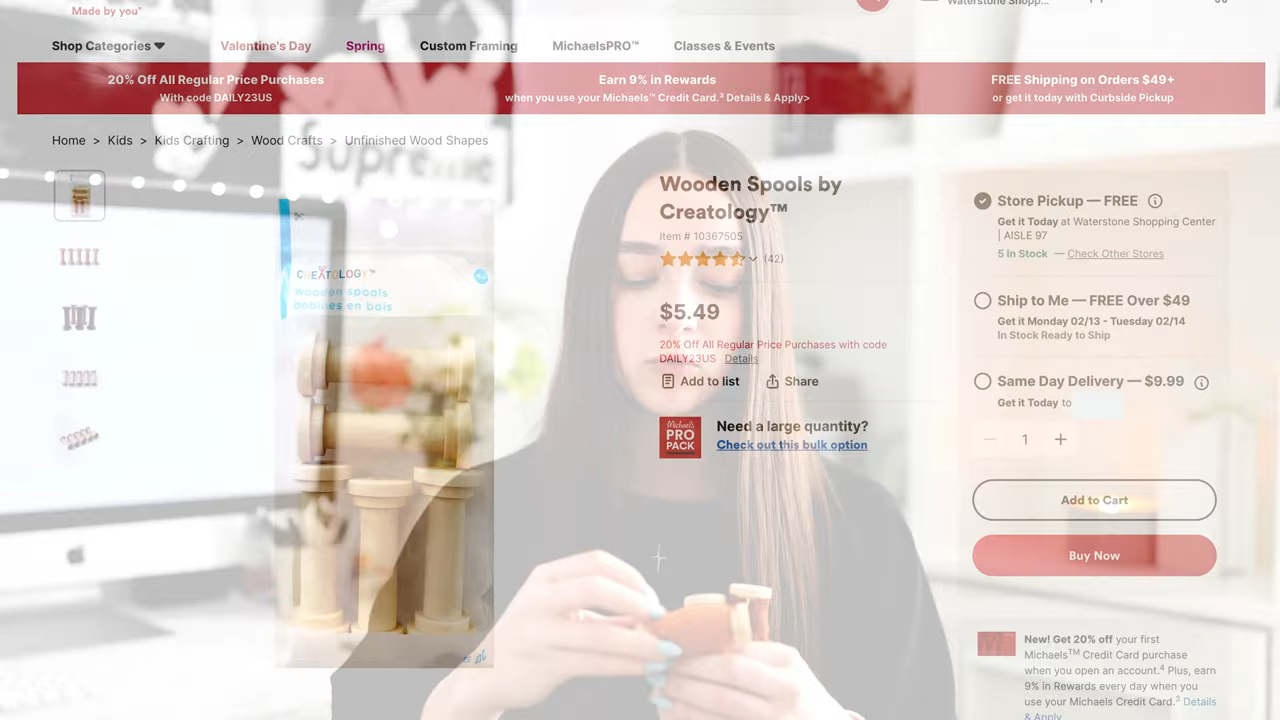 Made by you®
Waterstone Shopp...
Shop Categories
Valentine's Day
Spring
Custom Framing
MichaelsPRO™
Classes & Events
20% Off All Regular Price Purchases
With code DAILY23US
Earn 9% in Rewards
when you use your Michaels™ Credit Card.³ Details & Apply>
FREE Shipping on Orders $49+
or get it today with Curbside Pickup
Home > Kids > Kids Crafting > Wood Crafts > Unfinished Wood Shapes
Supreme
CREATOLOGY™
wooden spools
bobines en bois
Wooden Spools by
Creatology™
Item # 10367505
(42)
$5.49
20% Off All Regular Price Purchases with code
DAILY23US Details
Add to list
Share
Michaels
PRO
PACK
Need a large quantity?
Check out this bulk option
Store Pickup — FREE
Get it Today at Waterstone Shopping Center
| AISLE 97
5 In Stock — Check Other Stores
Ship to Me — FREE Over $49
Get it Monday 02/13 - Tuesday 02/14
In Stock Ready to Ship
Same Day Delivery — $9.99
Get it Today to
1
Add to Cart
Buy Now
New! Get 20% off your first
Michaels™ Credit Card purchase
when you open an account.⁴ Plus, earn
9% in Rewards every day when you
use your Michaels Credit Card.³ Details
& Apply